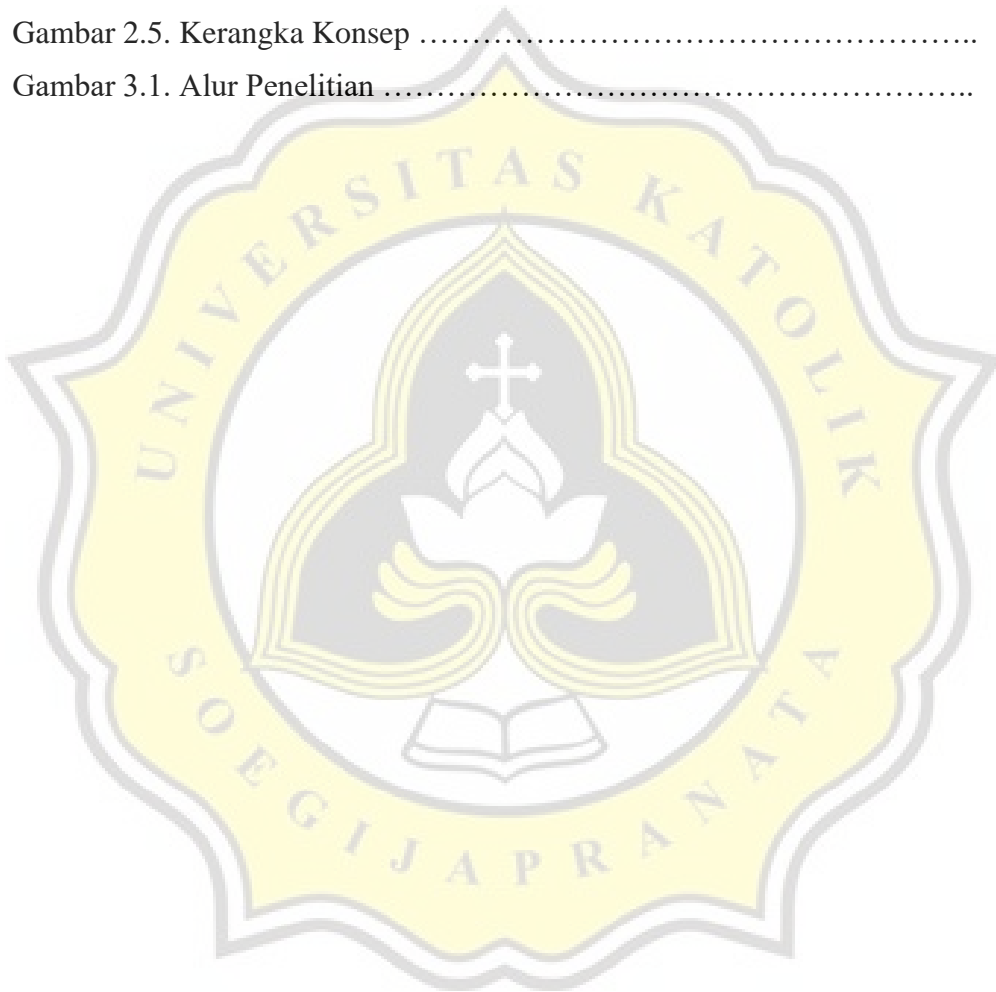 Gambar 2.5. Kerangka Konsep ……………………………………………………..
Gambar 3.1. Alur Penelitian ………………………………………………………..
UNIVERSITAS KATOLIK
SOEGIJAPRANATA